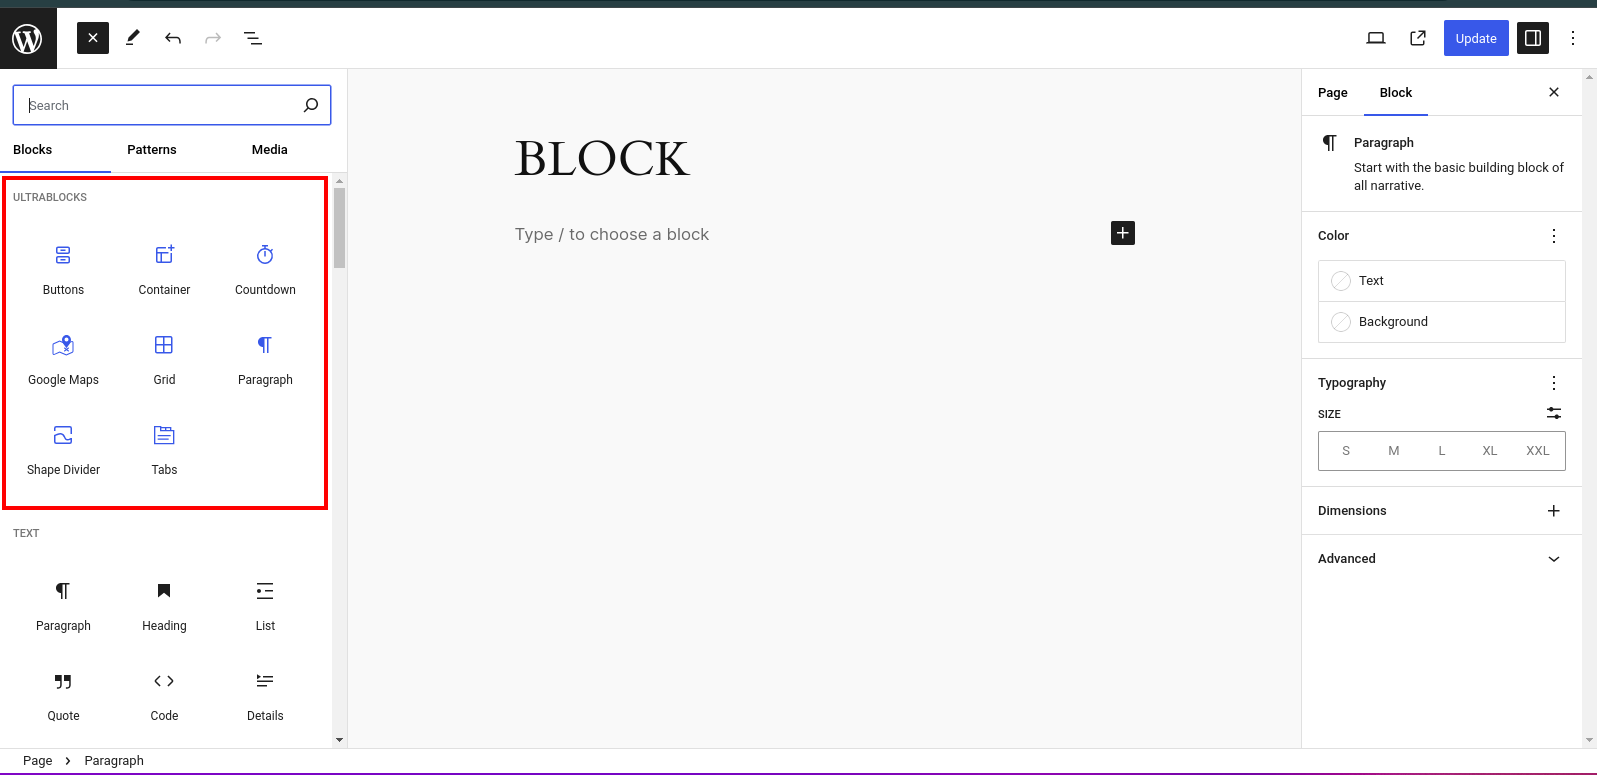 Update
Search
Blocks Patterns Media
ULTRABLOCKS
Buttons Container Countdown
Google Maps Grid Paragraph
Shape Divider Tabs
TEXT
Paragraph Heading List
Quote Code Details
BLOCK
Type / to choose a block
Page Block
Paragraph
Start with the basic building block of
all narrative.
Color
Text
Background
Typography
SIZE
S M L XL XXL
Dimensions
Advanced
Page › Paragraph